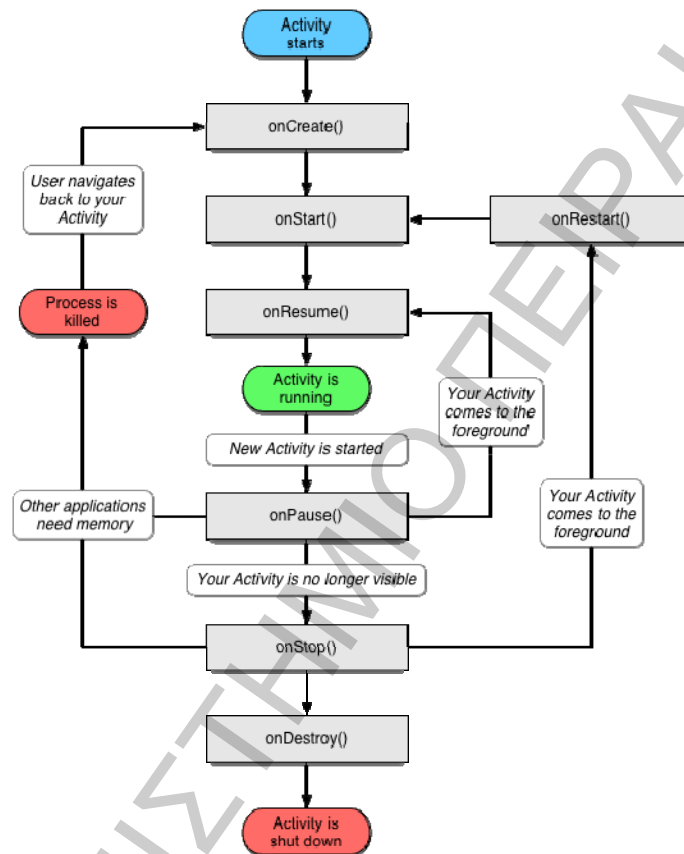 Activity
starts
onCreate()
User navigates
back to your
Activity
onStart()
onRestart()
Process is
killed
onResume()
Activity is
running
Your Activity
comes to the
foreground
New Activity is started
Other applications
need memory
onPause()
Your Activity
comes to the
foreground
Your Activity is no longer visible
onStop()
onDestroy()
Activity is
shut down
ΙΣΤΗΜΙΟ ΠΕΙΡΑΙ